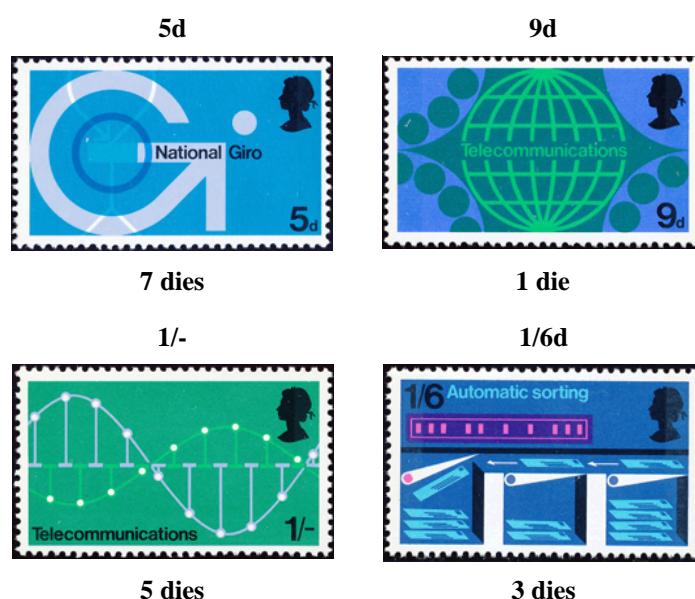 5d
9d
National Giro
5d
Telecommunications
9d
7 dies
1 die
1/-
1/6d
Telecommunications
1/-
1/6 Automatic sorting
5 dies
3 dies